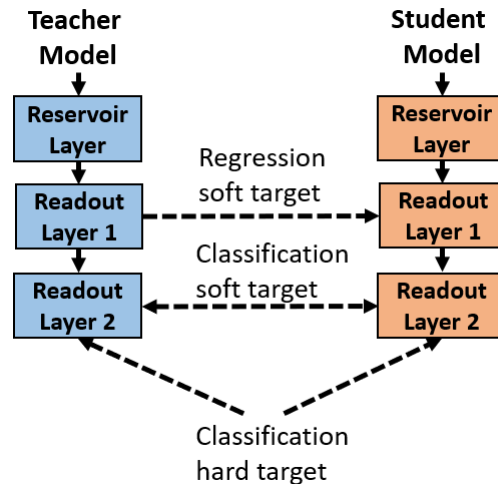 Teacher
Model
Student
Model
Reservoir
Layer
Reservoir
Layer
Regression
soft target
Readout
Layer 1
Readout
Layer 1
Classification
soft target
Readout
Layer 2
Readout
Layer 2
Classification
hard target